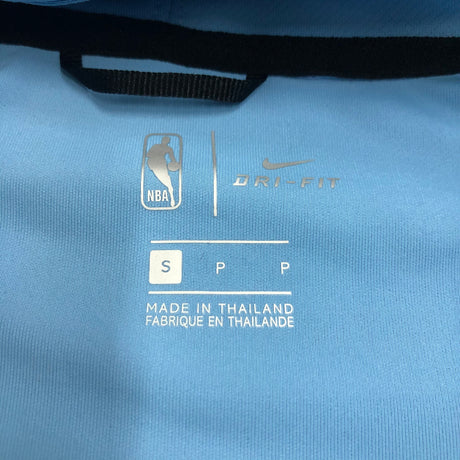 NBA
DRI-FIT
S P P
MADE IN THAILAND
FABRIQUE EN THAILANDE